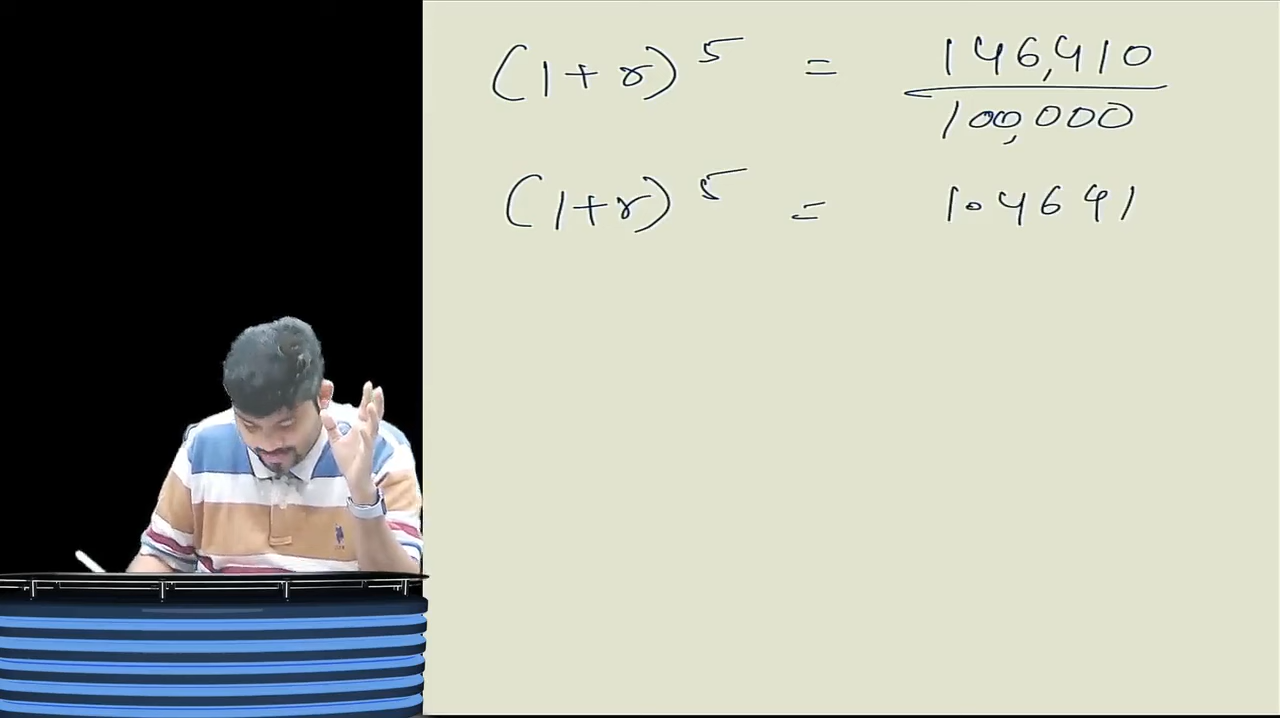 (1+r)^5 = 146,410 / 100,000
(1+r)^5 = 1.4641